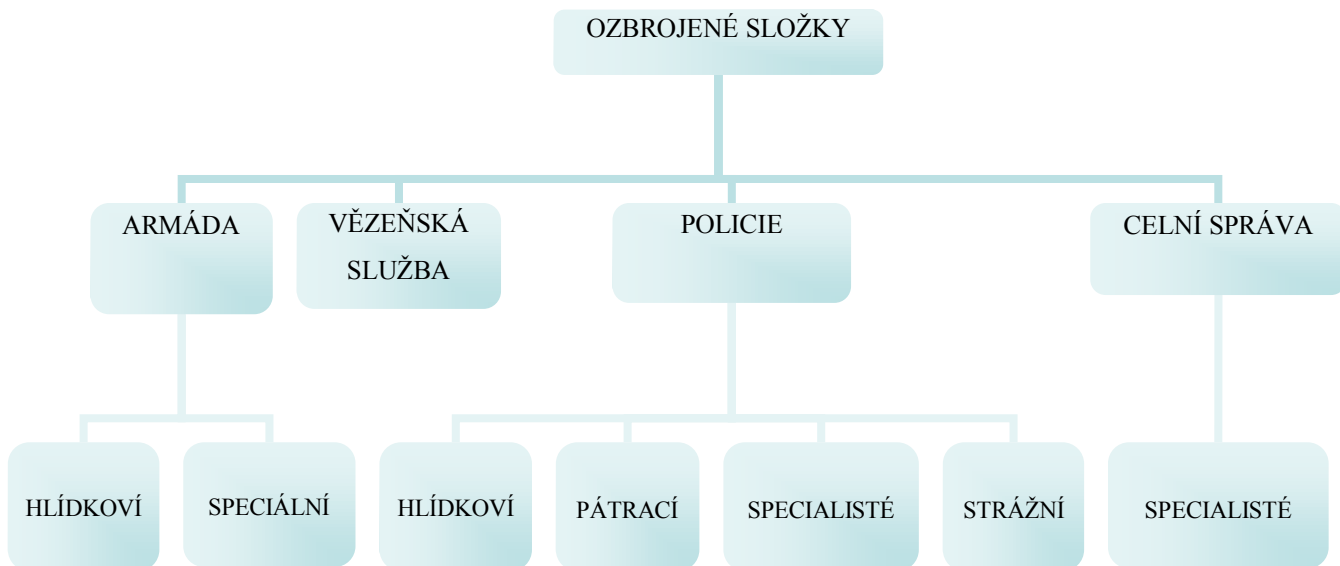 OZBROJENÉ SLOŽKY
ARMÁDA
VĚZEŇSKÁ
SLUŽBA
POLICIE
CELNÍ SPRÁVA
HLÍDKOVÍ
SPECIÁLNÍ
HLÍDKOVÍ
PÁTRACÍ
SPECIALISTÉ
STRÁŽNÍ
SPECIALISTÉ